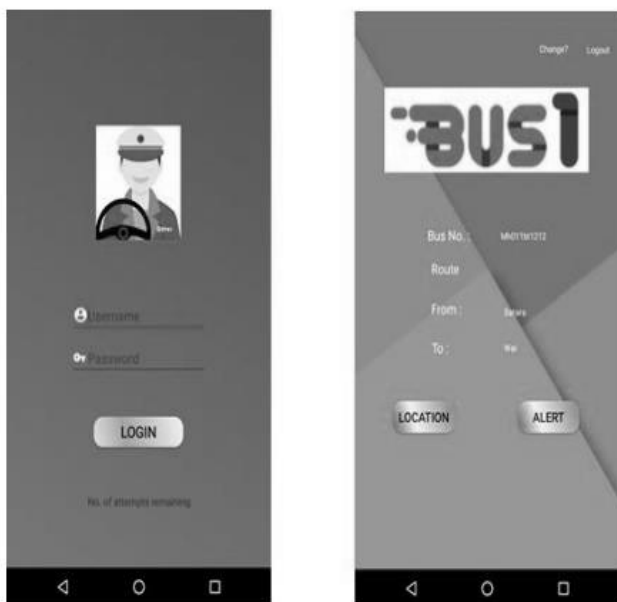 Username
Password
LOGIN
No. of attempts remaining
Change? Logout
BUS1
Bus No. :
Route
From :
To :
LOCATION
ALERT